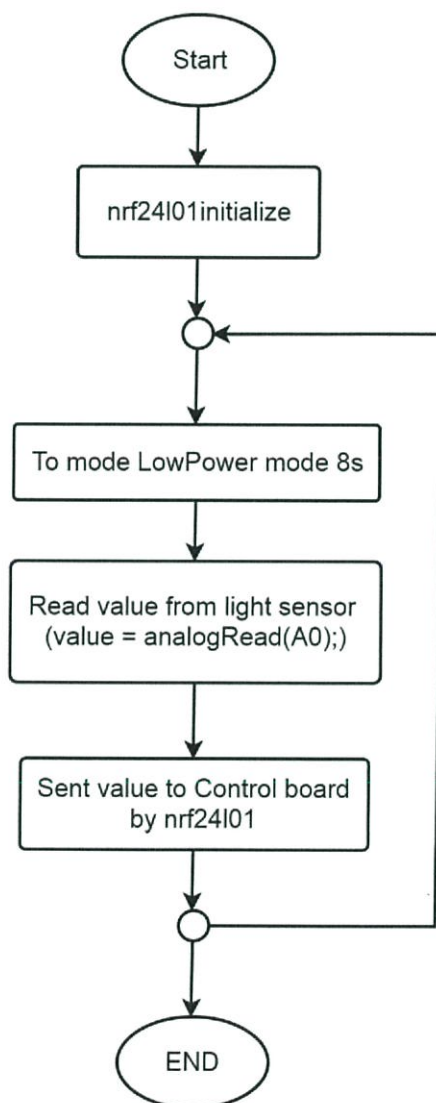 Start
nrf24l01initialize
To mode LowPower mode 8s
Read value from light sensor
(value = analogRead(A0);)
Sent value to Control board
by nrf24l01
END